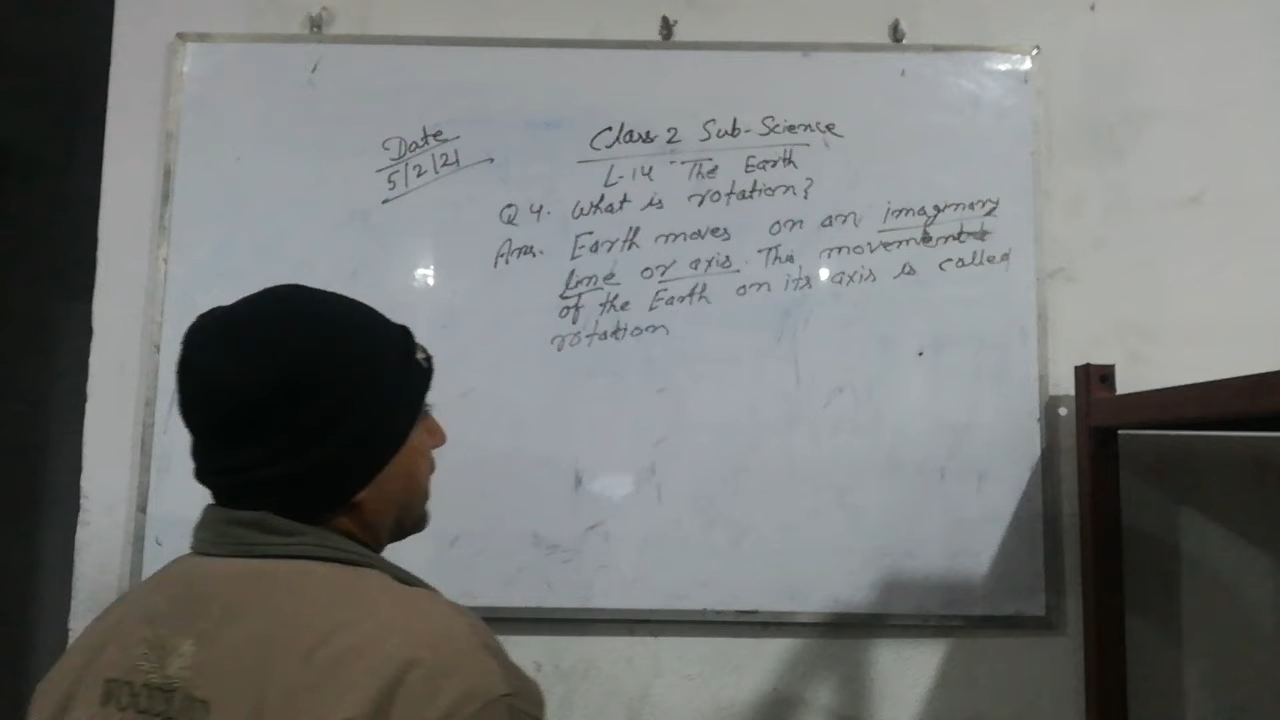 Date
5/2/21
Class 2 Sub-Science
L-14 The Earth
Q 4. What is rotation?
Ans. Earth moves on an imaginary
line or axis. This movement
of the Earth on its axis is called
rotation